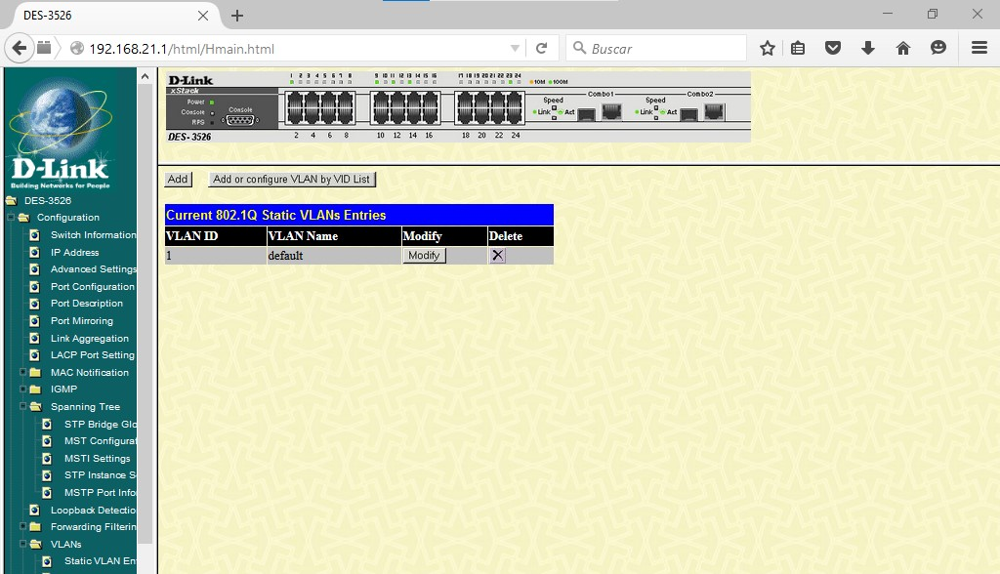 DES-3526
192.168.21.1/html/Hmain.html
Buscar
D-Link
Building Networks for People
DES-3526
Configuration
Switch Information
IP Address
Advanced Settings
Port Configuration
Port Description
Port Mirroring
Link Aggregation
LACP Port Setting
MAC Notification
IGMP
Spanning Tree
STP Bridge Glo
MST Configurat
MSTI Settings
STP Instance S
MSTP Port Info
Loopback Detectio
Forwarding Filterin
VLANs
Static VLAN En
D-Link
xStack
Power
Console
RPS
Console
DES-3526
1 2 3 4 5 6 7 8
9 10 11 12 13 14 15 16
17 18 19 20 21 22 23 24
10M 100M
2 4 6 8
10 12 14 16
18 20 22 24
Combo1
Speed
Link Act
Combo2
Speed
Link Act
Add
Add or configure VLAN by VID List
Current 802.1Q Static VLANs Entries
VLAN ID VLAN Name Modify Delete
1 default Modify X